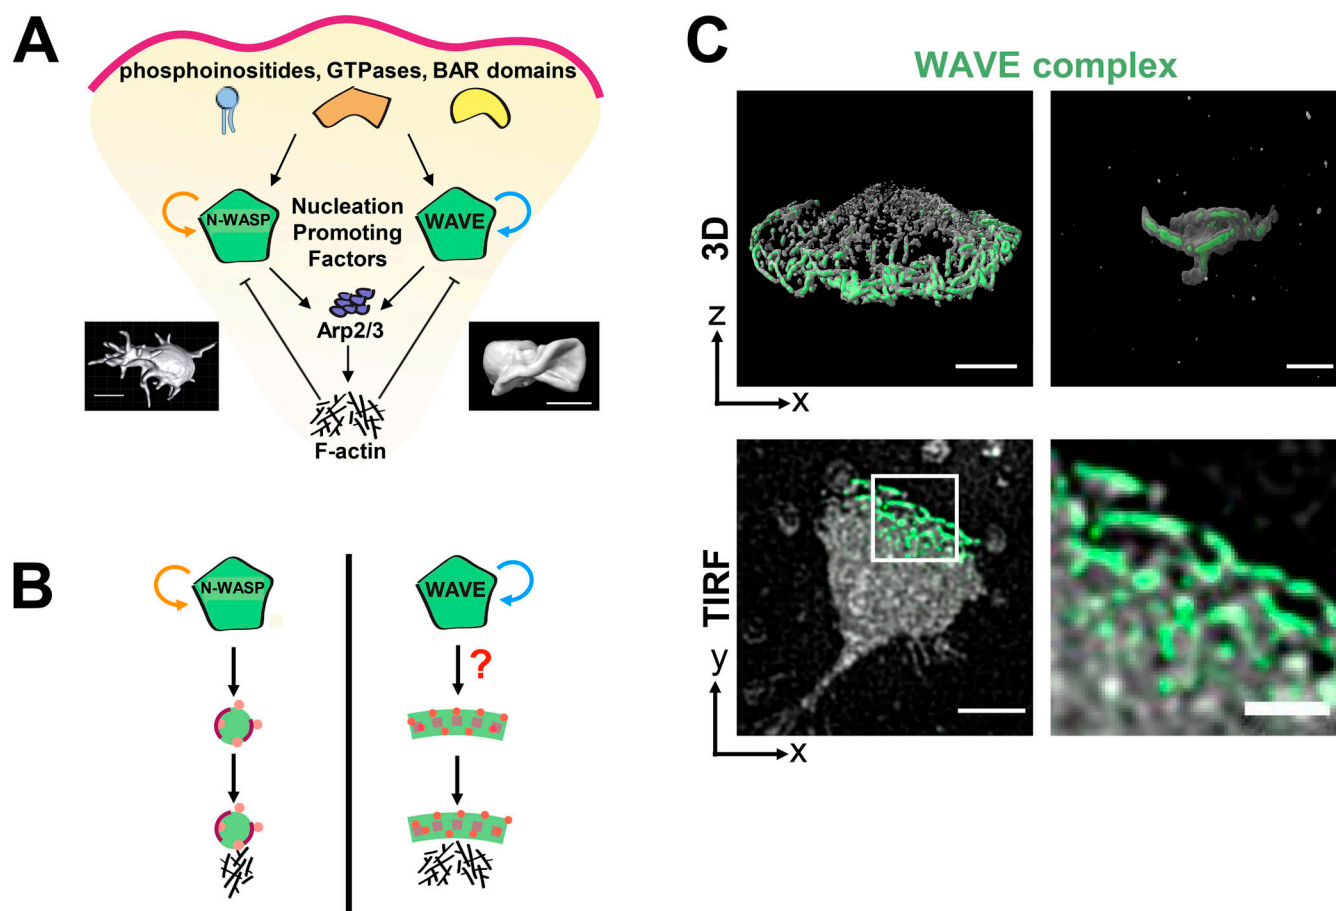 A
phosphoinositides, GTPases, BAR domains
N-WASP
Nucleation
Promoting
Factors
WAVE
Arp2/3
F-actin
B
N-WASP
WAVE
?
C
WAVE complex
3D
z
x
TIRF
y
x